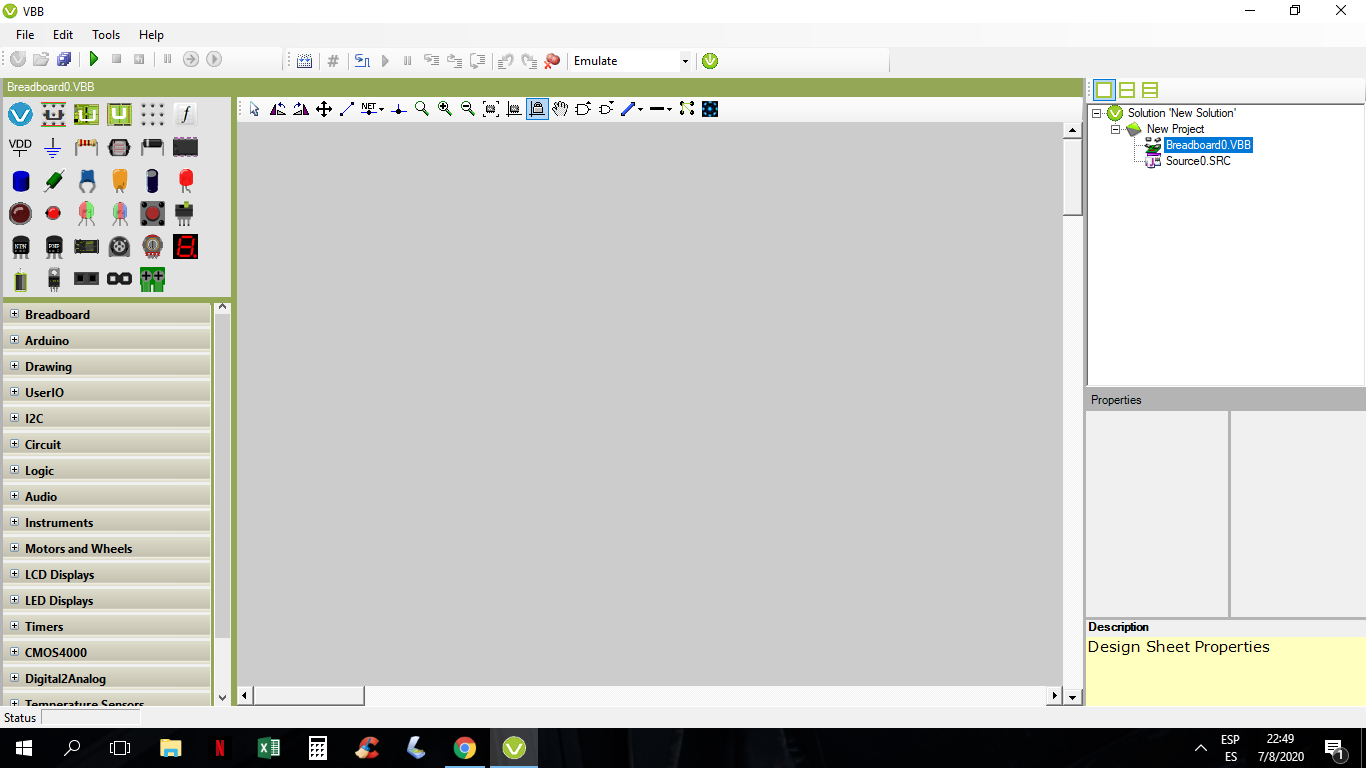 VBB
File Edit Tools Help
Emulate
Breadboard0.VBB
NET
VDD
NTN
PNP
Breadboard
Arduino
Drawing
UserIO
I2C
Circuit
Logic
Audio
Instruments
Motors and Wheels
LCD Displays
LED Displays
Timers
CMOS4000
Digital2Analog
Temperature Sensors
Solution 'New Solution'
New Project
Breadboard0.VBB
Source0.SRC
Properties
Description
Design Sheet Properties
Status
ESP 22:49
ES 7/8/2020
1